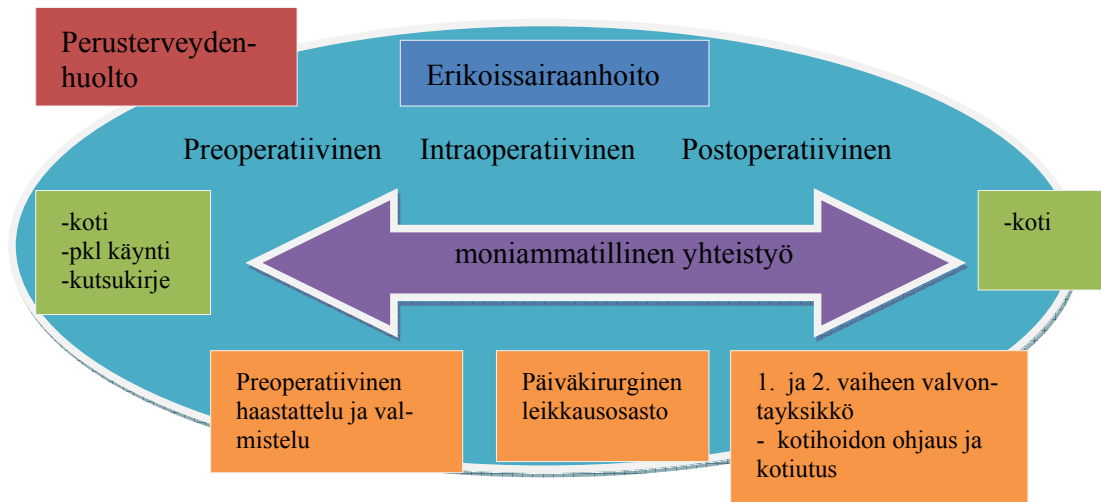 Perusterveyden-
huolto
Erikoissairaanhoito
Preoperatiivinen Intraoperatiivinen Postoperatiivinen
-koti
-pkl käynti
-kutsukirje
moniammatillinen yhteistyö
-koti
Preoperatiivinen
haastattelu ja val-
mistelu
Päiväkirurginen
leikkausosasto
1. ja 2. vaiheen valvon-
tayksikkö
- kotihoidon ohjaus ja
kotiutus